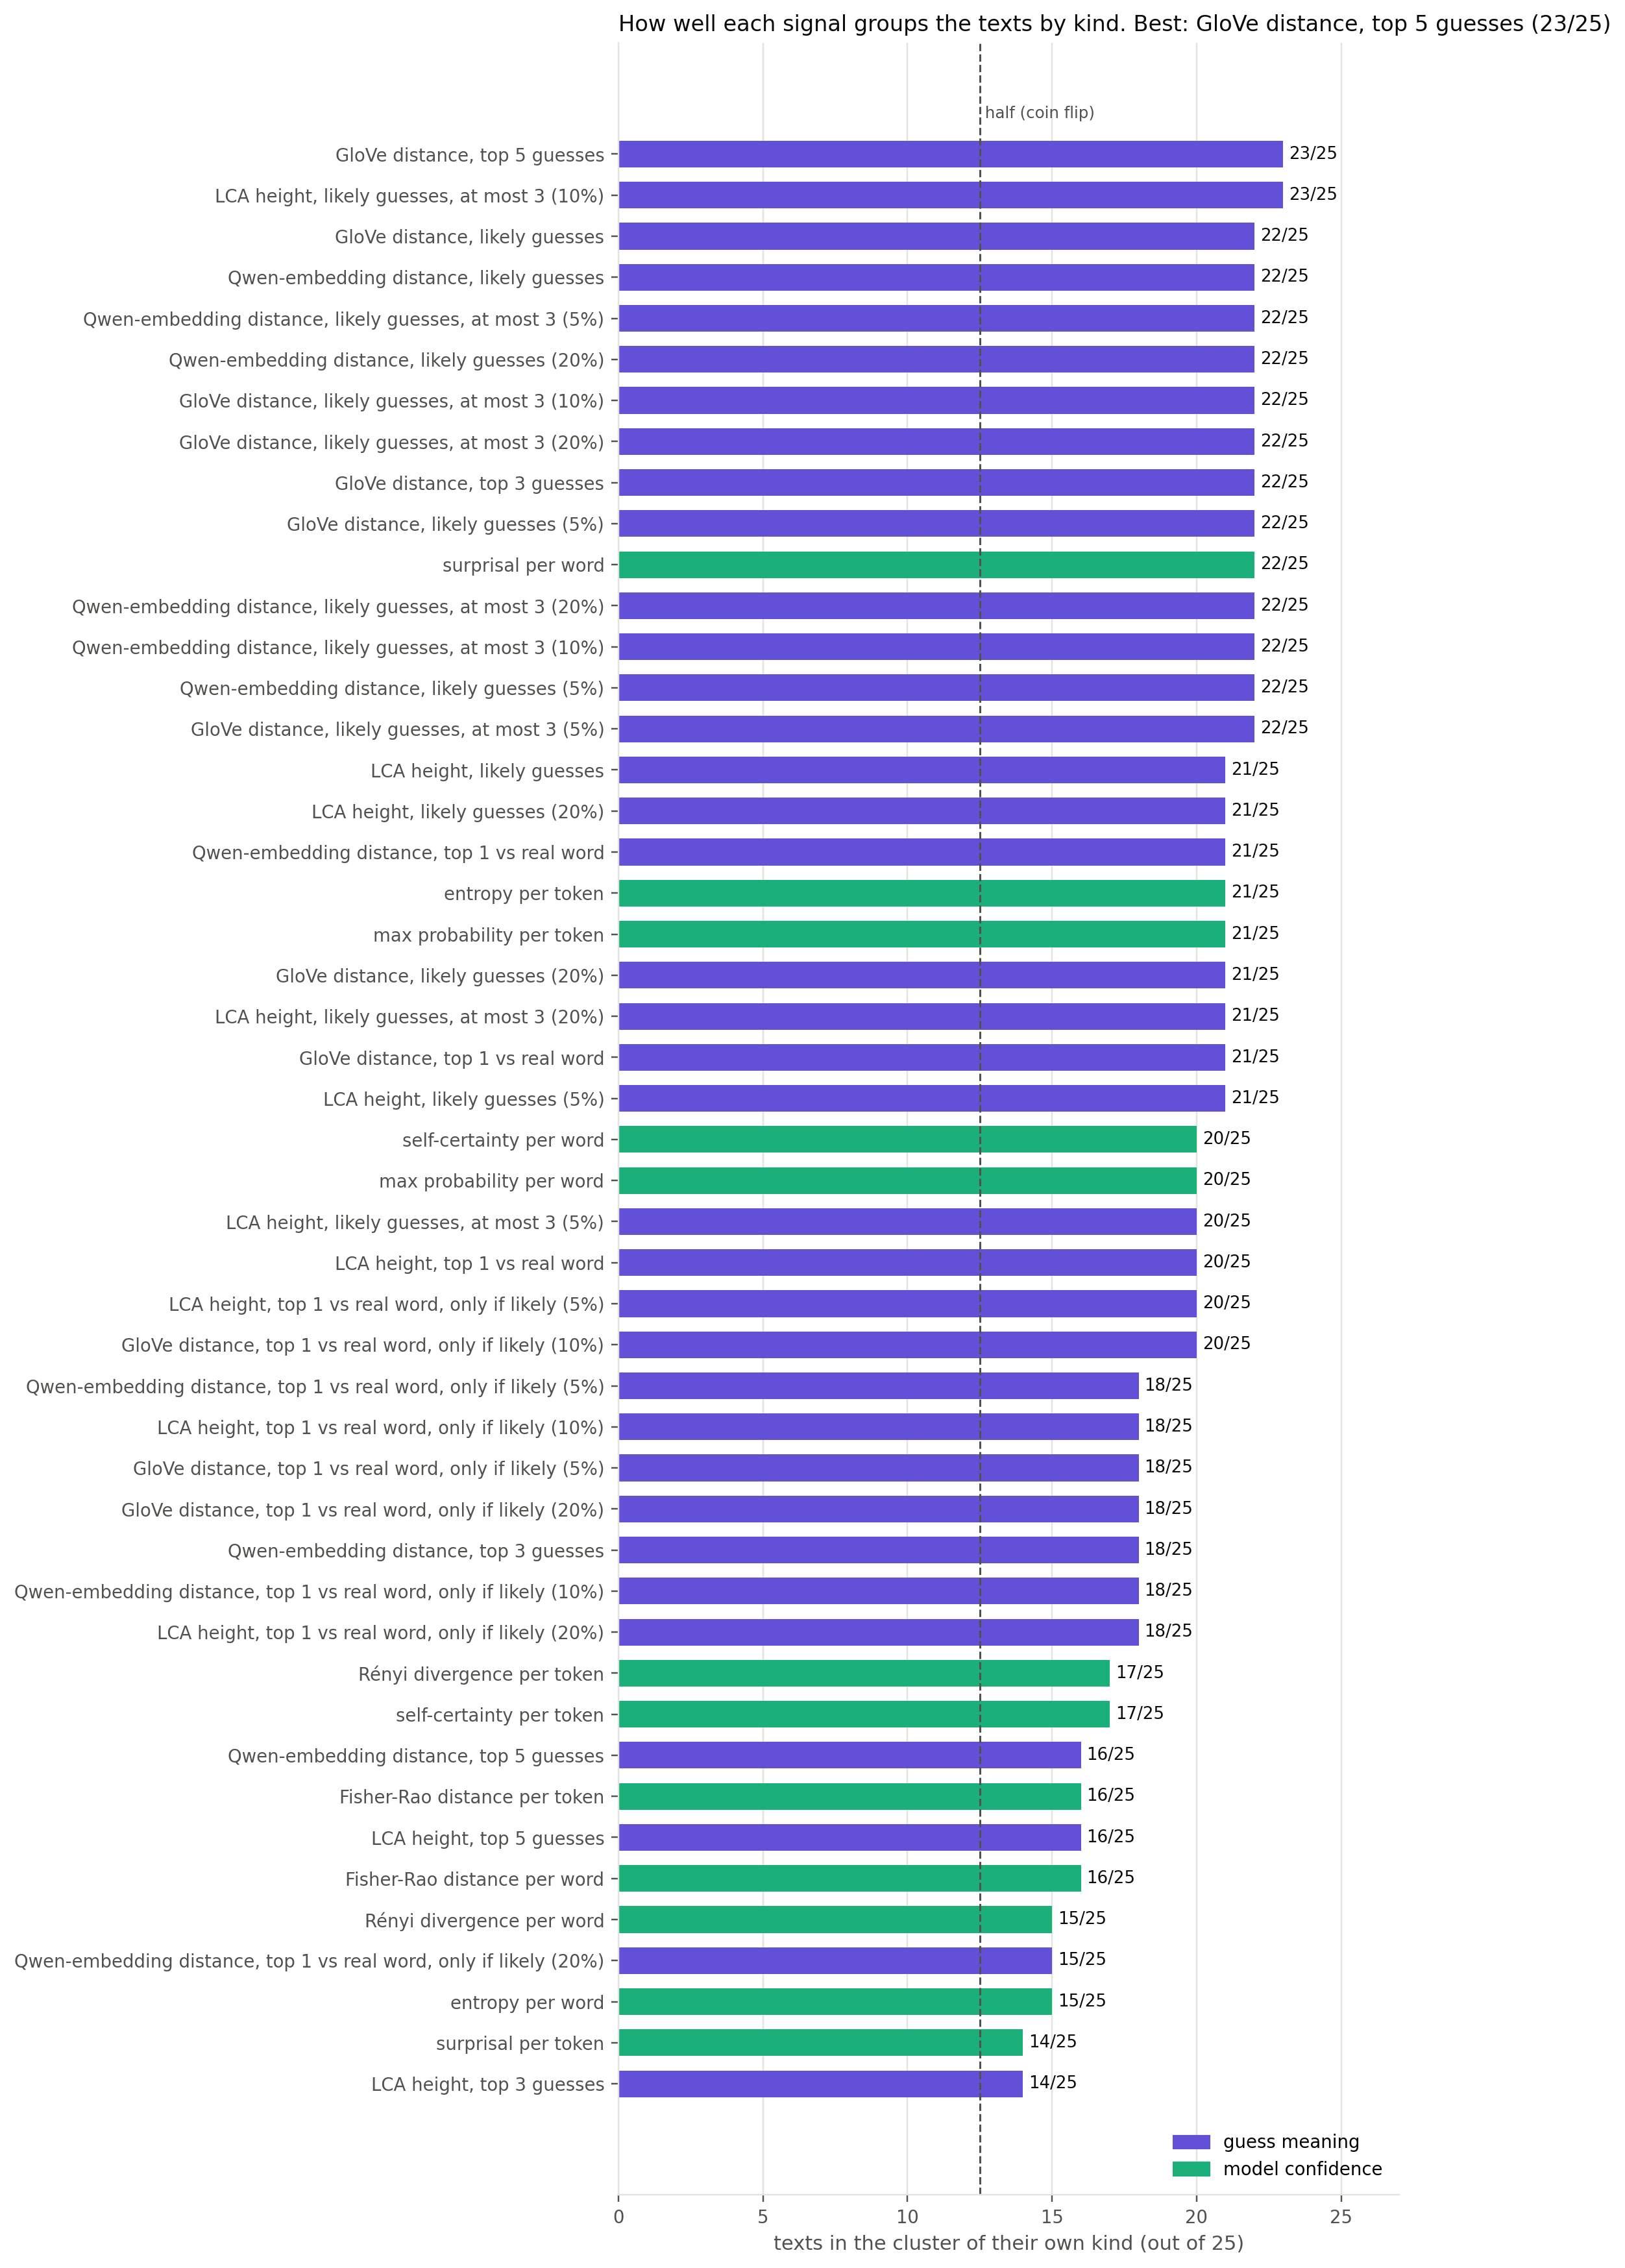 How well each signal groups the texts by kind. Best: GloVe distance, top 5 guesses (23/25)
half (coin flip)
GloVe distance, top 5 guesses 23/25
LCA height, likely guesses, at most 3 (10%) 23/25
GloVe distance, likely guesses 22/25
Qwen-embedding distance, likely guesses 22/25
Qwen-embedding distance, likely guesses, at most 3 (5%) 22/25
Qwen-embedding distance, likely guesses (20%) 22/25
GloVe distance, likely guesses, at most 3 (10%) 22/25
GloVe distance, likely guesses, at most 3 (20%) 22/25
GloVe distance, top 3 guesses 22/25
GloVe distance, likely guesses (5%) 22/25
surprisal per word 22/25
Qwen-embedding distance, likely guesses, at most 3 (20%) 22/25
Qwen-embedding distance, likely guesses, at most 3 (10%) 22/25
Qwen-embedding distance, likely guesses (5%) 22/25
GloVe distance, likely guesses, at most 3 (5%) 22/25
LCA height, likely guesses 21/25
LCA height, likely guesses (20%) 21/25
Qwen-embedding distance, top 1 vs real word 21/25
entropy per token 21/25
max probability per token 21/25
GloVe distance, likely guesses (20%) 21/25
LCA height, likely guesses, at most 3 (20%) 21/25
GloVe distance, top 1 vs real word 21/25
LCA height, likely guesses (5%) 21/25
self-certainty per word 20/25
max probability per word 20/25
LCA height, likely guesses, at most 3 (5%) 20/25
LCA height, top 1 vs real word 20/25
LCA height, top 1 vs real word, only if likely (5%) 20/25
GloVe distance, top 1 vs real word, only if likely (10%) 20/25
Qwen-embedding distance, top 1 vs real word, only if likely (5%) 18/25
LCA height, top 1 vs real word, only if likely (10%) 18/25
GloVe distance, top 1 vs real word, only if likely (5%) 18/25
GloVe distance, top 1 vs real word, only if likely (20%) 18/25
Qwen-embedding distance, top 3 guesses 18/25
Qwen-embedding distance, top 1 vs real word, only if likely (10%) 18/25
LCA height, top 1 vs real word, only if likely (20%) 18/25
Rényi divergence per token 17/25
self-certainty per token 17/25
Qwen-embedding distance, top 5 guesses 16/25
Fisher-Rao distance per token 16/25
LCA height, top 5 guesses 16/25
Fisher-Rao distance per word 16/25
Rényi divergence per word 15/25
Qwen-embedding distance, top 1 vs real word, only if likely (20%) 15/25
entropy per word 15/25
surprisal per token 14/25
LCA height, top 3 guesses 14/25
guess meaning
model confidence
0 5 10 15 20 25
texts in the cluster of their own kind (out of 25)